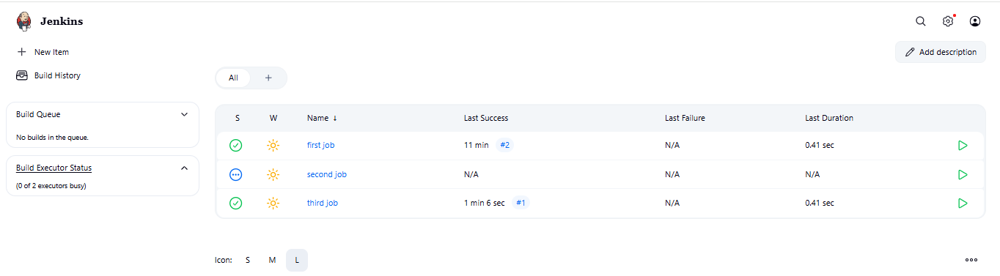 Jenkins
New Item
Add description
Build History
All +
Build Queue
No builds in the queue.
Build Executor Status
(0 of 2 executors busy)
S W Name ↓ Last Success Last Failure Last Duration
first job 11 min #2 N/A 0.41 sec
second job N/A N/A N/A
third job 1 min 6 sec #1 N/A 0.41 sec
Icon: S M L